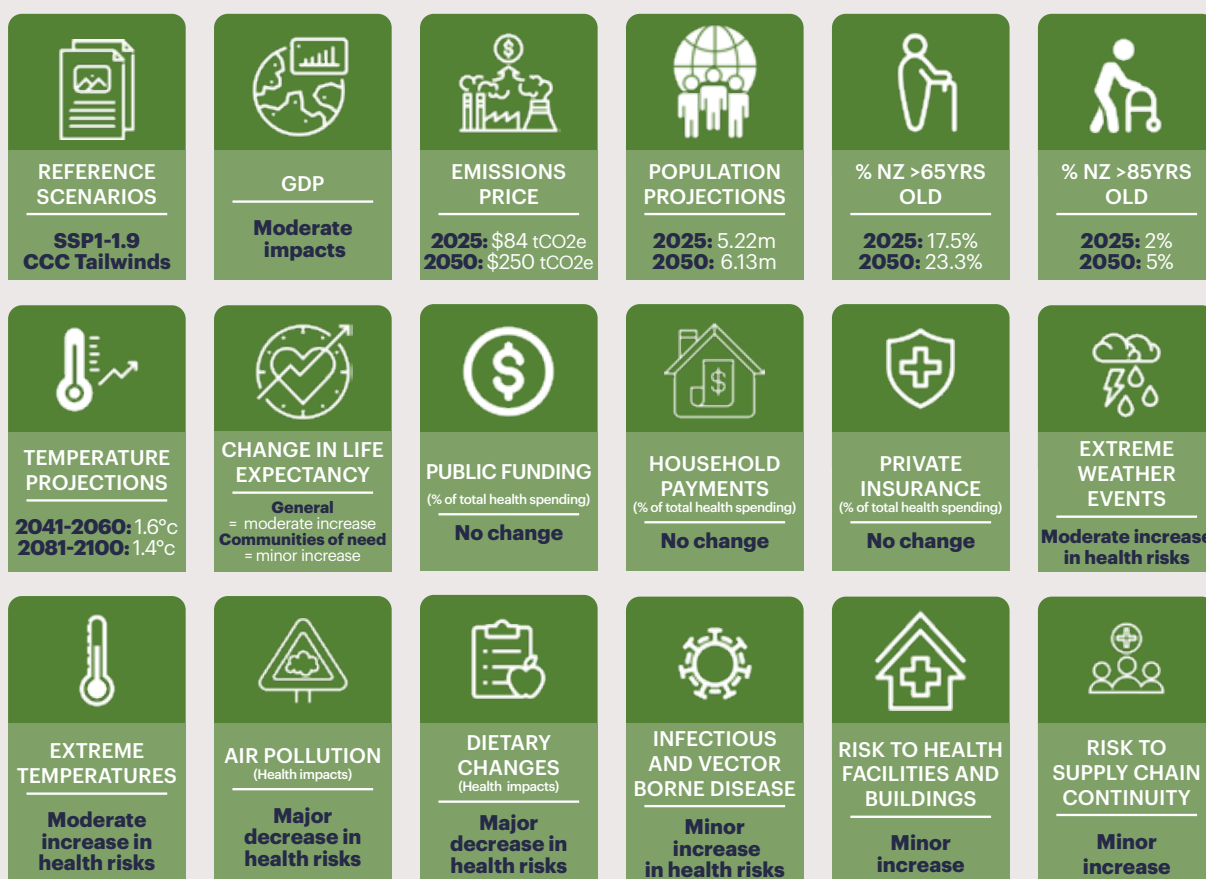 REFERENCE
SCENARIOS
SSP1-1.9
CCC Tailwinds
GDP
Moderate
impacts
EMISSIONS
PRICE
2025: $84 tCO2e
2050: $250 tCO2e
POPULATION
PROJECTIONS
2025: 5.22m
2050: 6.13m
% NZ >65YRS
OLD
2025: 17.5%
2050: 23.3%
% NZ >85YRS
OLD
2025: 2%
2050: 5%
TEMPERATURE
PROJECTIONS
2041-2060: 1.6°c
2081-2100: 1.4°c
CHANGE IN LIFE
EXPECTANCY
General
= moderate increase
Communities of need
= minor increase
PUBLIC FUNDING
(% of total health spending)
No change
HOUSEHOLD
PAYMENTS
(% of total health spending)
No change
PRIVATE
INSURANCE
(% of total health spending)
No change
EXTREME
WEATHER
EVENTS
Moderate increase
in health risks
EXTREME
TEMPERATURES
Moderate
increase in
health risks
AIR POLLUTION
(Health impacts)
Major
decrease in
health risks
DIETARY
CHANGES
(Health impacts)
Major
decrease in
health risks
INFECTIOUS
AND VECTOR
BORNE DISEASE
Minor
increase
in health risks
RISK TO HEALTH
FACILITIES AND
BUILDINGS
Minor
increase
RISK TO
SUPPLY CHAIN
CONTINUITY
Minor
increase